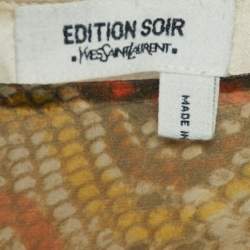 EDITION SOIR
·YVESSAINTLAURENT·
MADE IN